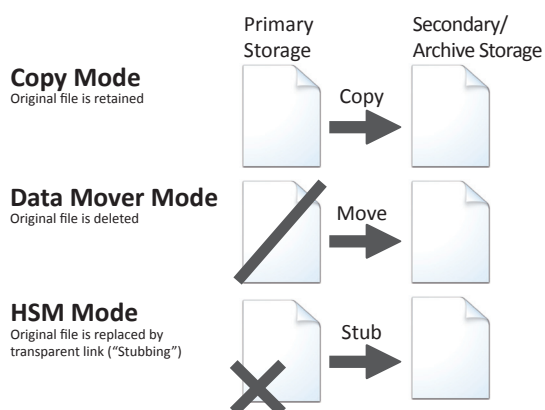 Primary
Storage
Secondary/
Archive Storage
Copy Mode
Original file is retained
Copy
Data Mover Mode
Original file is deleted
Move
HSM Mode
Original file is replaced by
transparent link (“Stubbing”)
Stub